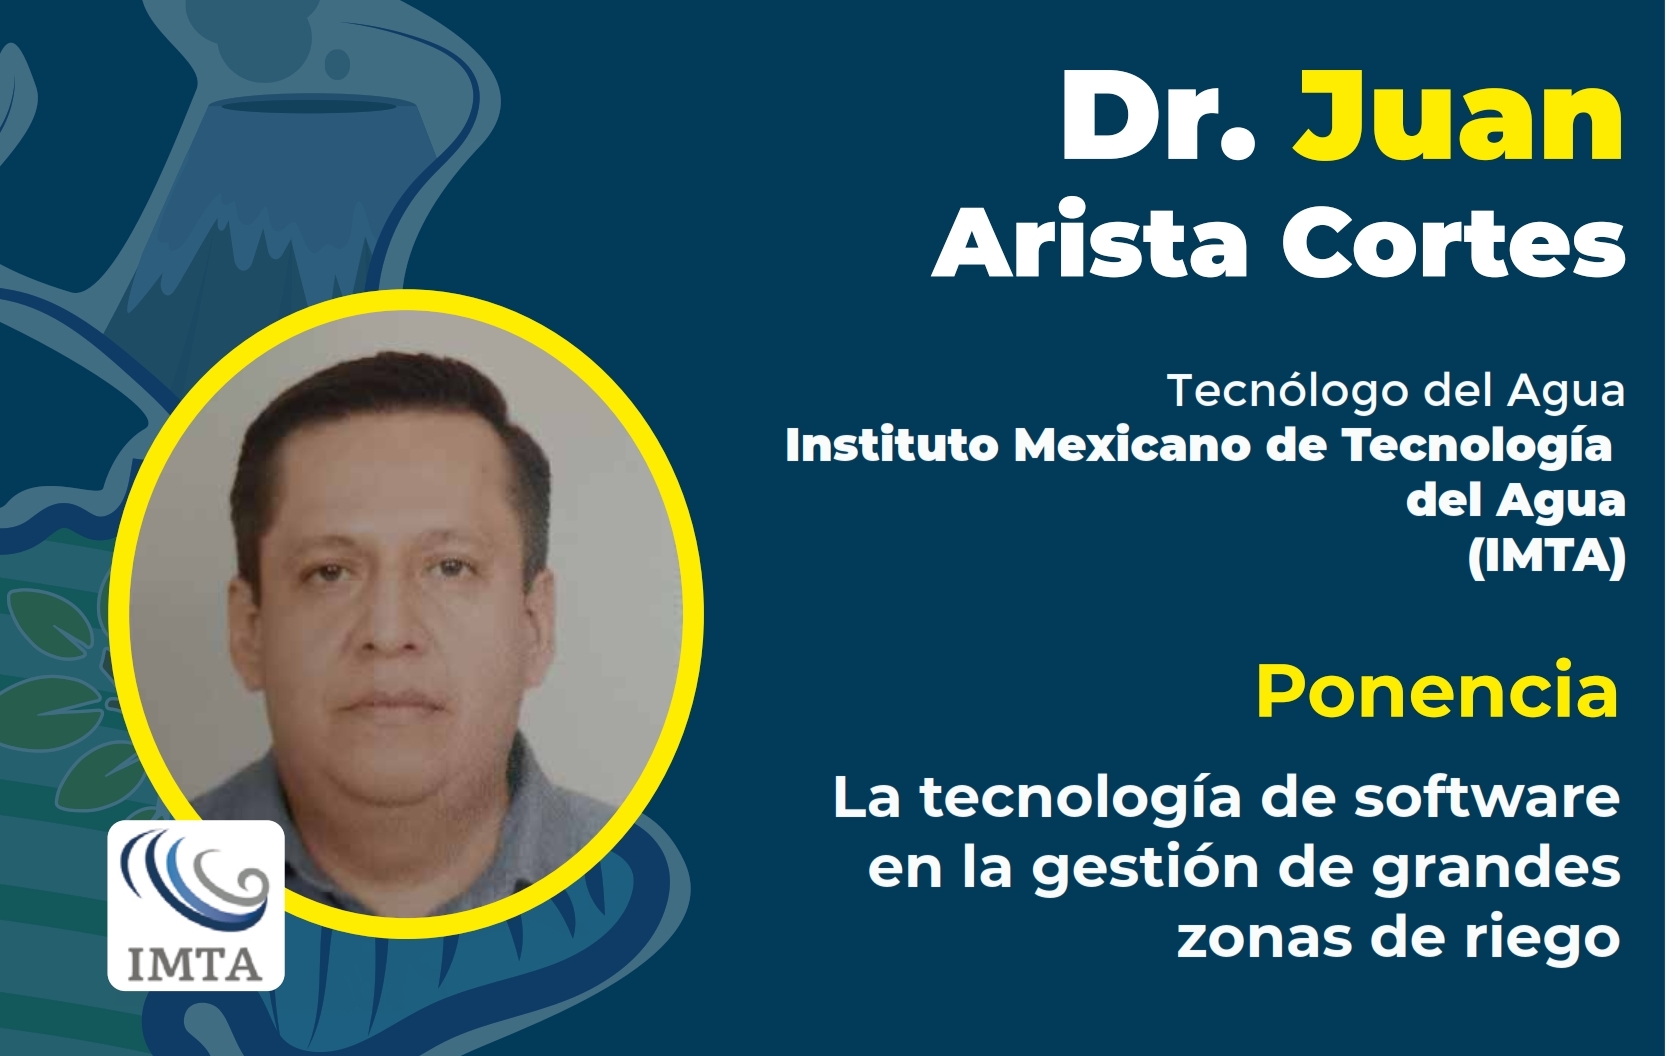 Dr. Juan
Arista Cortes
Tecnólogo del Agua
Instituto Mexicano de Tecnología
del Agua
(IMTA)
Ponencia
La tecnología de software
en la gestión de grandes
zonas de riego
IMTA